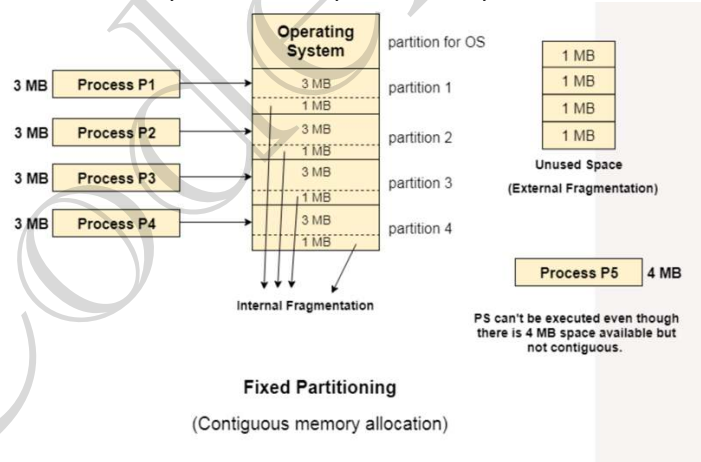 Operating
System
partition for OS
3 MB
Process P1
3 MB
1 MB
partition 1
3 MB
Process P2
3 MB
1 MB
partition 2
3 MB
Process P3
3 MB
1 MB
partition 3
3 MB
Process P4
3 MB
1 MB
partition 4
Internal Fragmentation
1 MB
1 MB
1 MB
1 MB
Unused Space
(External Fragmentation)
Process P5
4 MB
PS can't be executed even though
there is 4 MB space available but
not contiguous.
Fixed Partitioning
(Contiguous memory allocation)